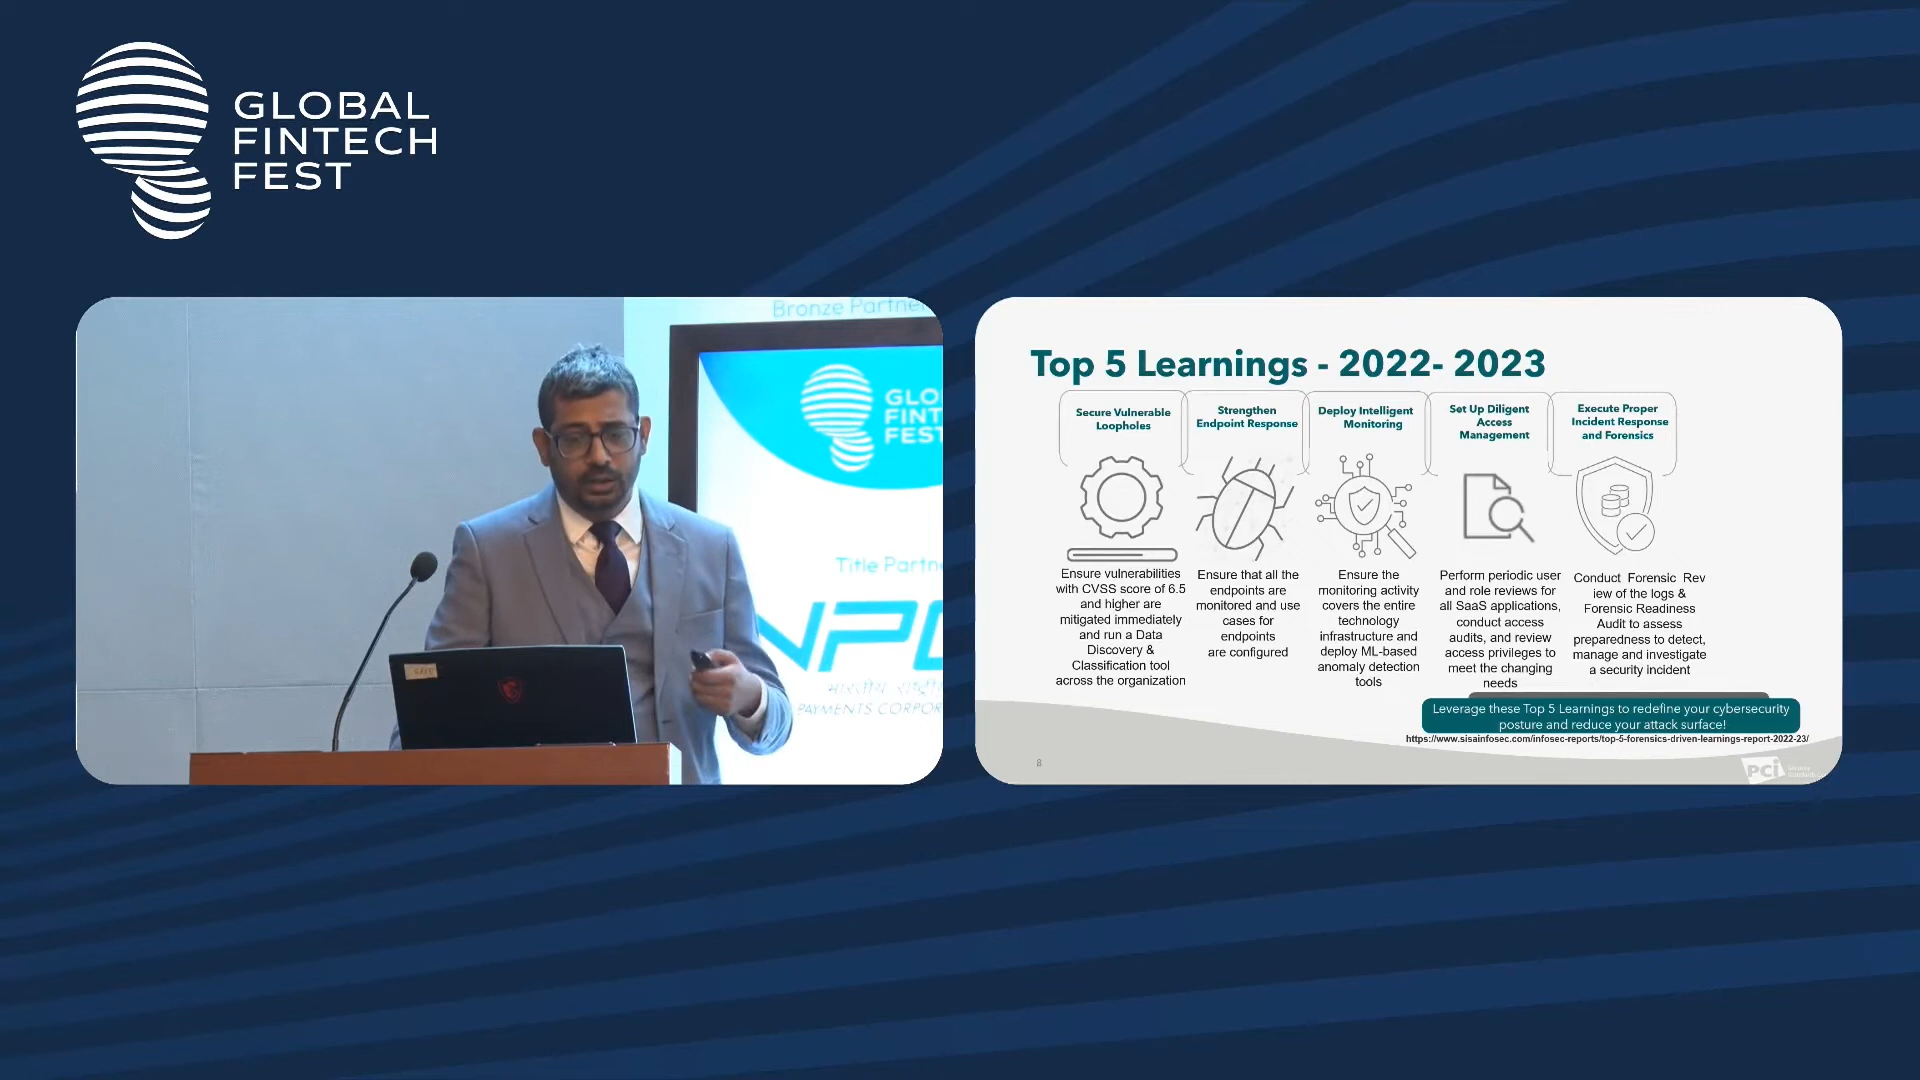 GLOBAL
FINTECH
FEST
Bronze Partne
GLO
FINT
FEST
Title Partn
NPC
PAYMENTS CORPOR
Top 5 Learnings - 2022- 2023
Secure Vulnerable
Loopholes
Ensure vulnerabilities
with CVSS score of 6.5
and higher are
mitigated immediately
and run a Data
Discovery &
Classification tool
across the organization
Strengthen
Endpoint Response
Ensure that all the
endpoints are
monitored and use
cases for
endpoints
are configured
Deploy Intelligent
Monitoring
Ensure the
monitoring activity
covers the entire
technology
infrastructure and
deploy ML-based
anomaly detection
tools
Set Up Diligent
Access
Management
Perform periodic user
and role reviews for
all SaaS applications,
conduct access
audits, and review
access privileges to
meet the changing
needs
Execute Proper
Incident Response
and Forensics
Conduct Forensic Rev
iew of the logs &
Forensic Readiness
Audit to assess
preparedness to detect,
manage and investigate
a security incident
Leverage these Top 5 Learnings to redefine your cybersecurity
posture and reduce your attack surface!
https://www.sisainfosec.com/infosec-reports/top-5-forensics-driven-learnings-report-2022-23/
8
PCi